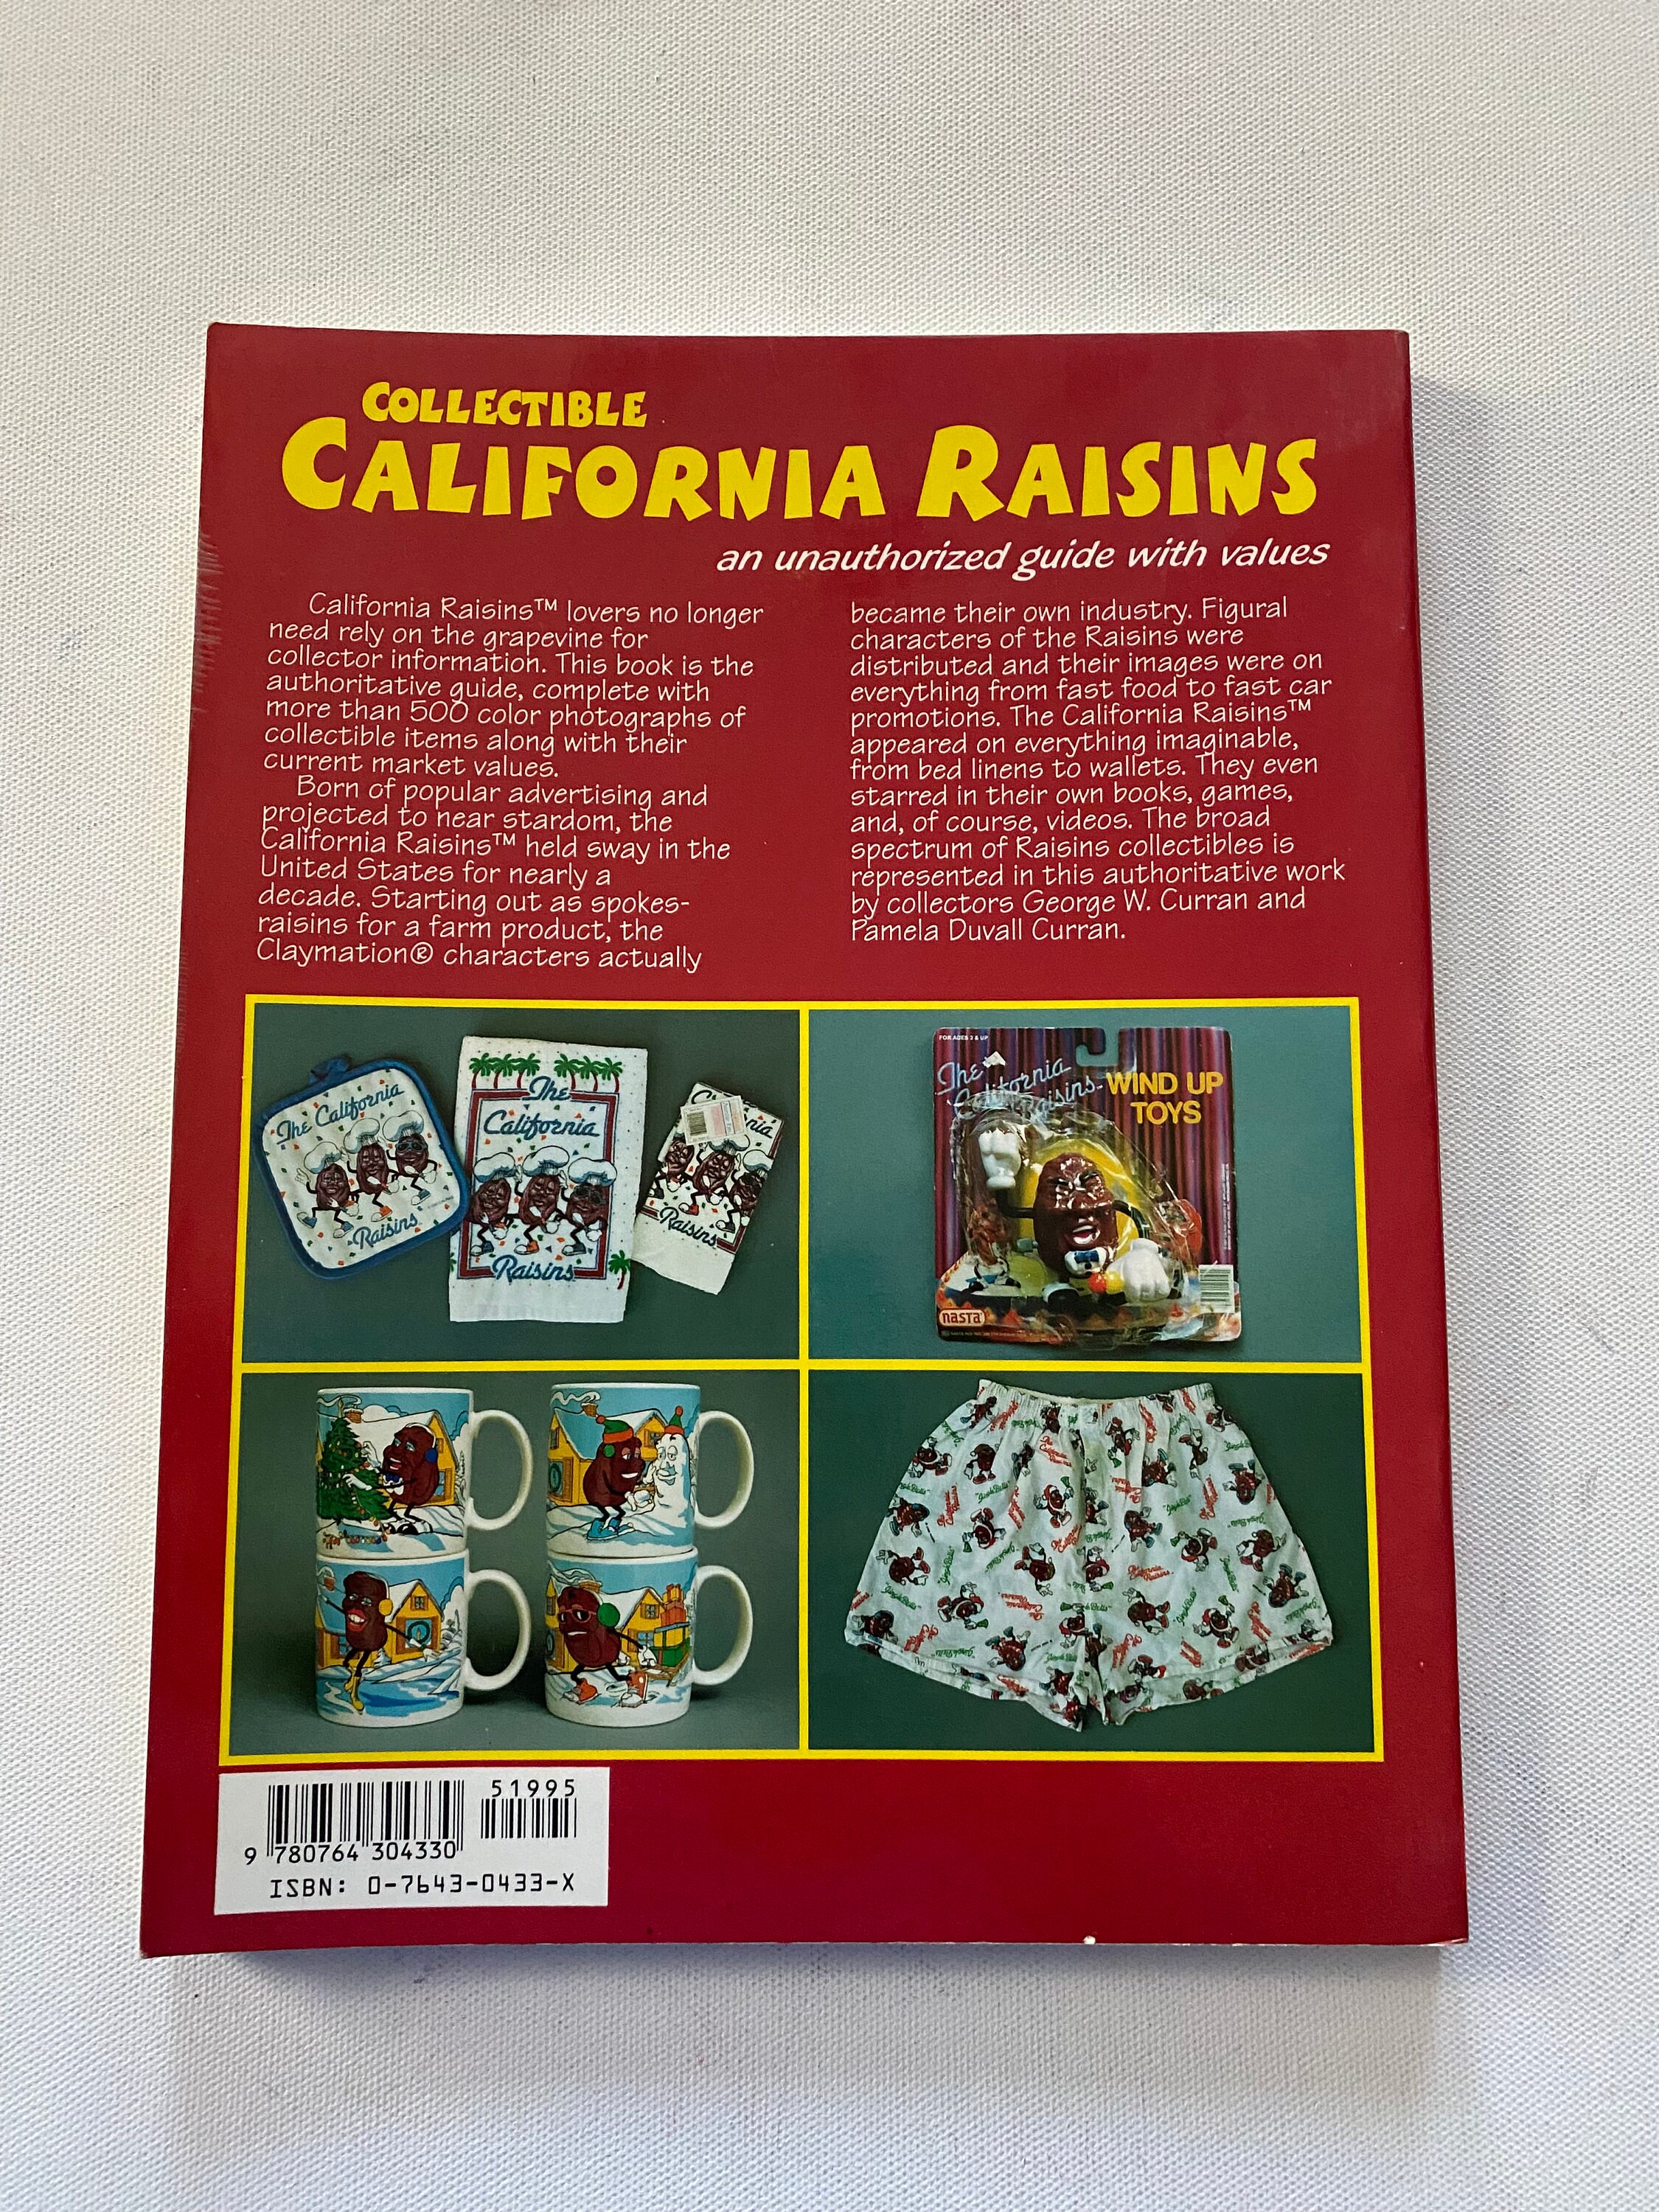 COLLECTIBLE
CALIFORNIA RAISINS
an unauthorized guide with values
California Raisins™ lovers no longer
need rely on the grapevine for
collector information. This book is the
authoritative guide, complete with
more than 500 color photographs of
collectible items along with their
current market values.
Born of popular advertising and
projected to near stardom, the
California Raisins™ held sway in the
United States for nearly a
decade. Starting out as spokes-
raisins for a farm product, the
Claymation® characters actually
became their own industry. Figural
characters of the Raisins were
distributed and their images were on
everything from fast food to fast car
promotions. The California Raisins™
appeared on everything imaginable,
from bed linens to wallets. They even
starred in their own books, games,
and, of course, videos. The broad
spectrum of Raisins collectibles is
represented in this authoritative work
by collectors George W. Curran and
Pamela Duvall Curran.
The California
Raisins
The
California
Raisins
Raisins
FOR AGES 3 & UP
The
California
Raisins
WIND UP
TOYS
nasta
51995
9 780764 304330
ISBN: 0-7643-0433-X